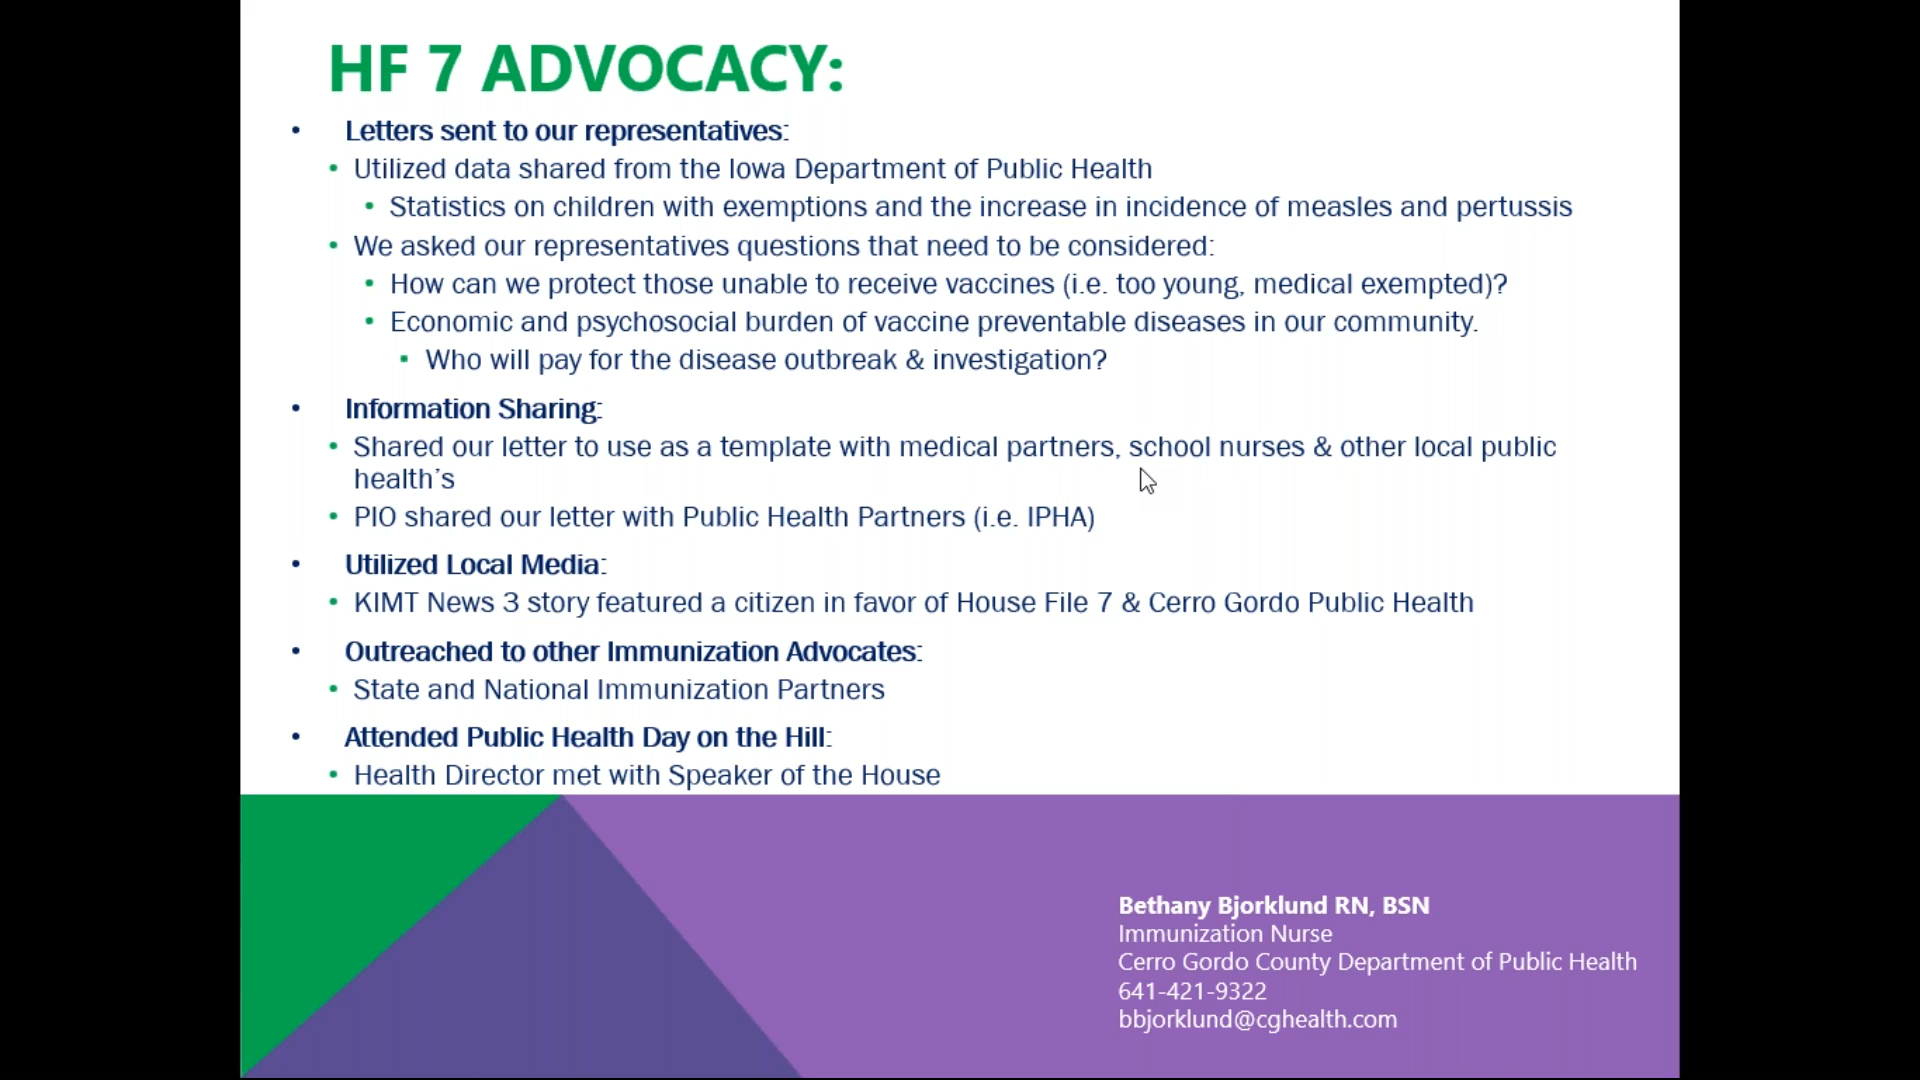 HF 7 ADVOCACY:
• Letters sent to our representatives:
• Utilized data shared from the Iowa Department of Public Health
• Statistics on children with exemptions and the increase in incidence of measles and pertussis
• We asked our representatives questions that need to be considered:
• How can we protect those unable to receive vaccines (i.e. too young, medical exempted)?
• Economic and psychosocial burden of vaccine preventable diseases in our community.
• Who will pay for the disease outbreak & investigation?
• Information Sharing:
• Shared our letter to use as a template with medical partners, school nurses & other local public
health’s
• PIO shared our letter with Public Health Partners (i.e. IPHA)
• Utilized Local Media:
• KIMT News 3 story featured a citizen in favor of House File 7 & Cerro Gordo Public Health
• Outreached to other Immunization Advocates:
• State and National Immunization Partners
• Attended Public Health Day on the Hill:
• Health Director met with Speaker of the House
Bethany Bjorklund RN, BSN
Immunization Nurse
Cerro Gordo County Department of Public Health
641-421-9322
bbjorklund@cghealth.com